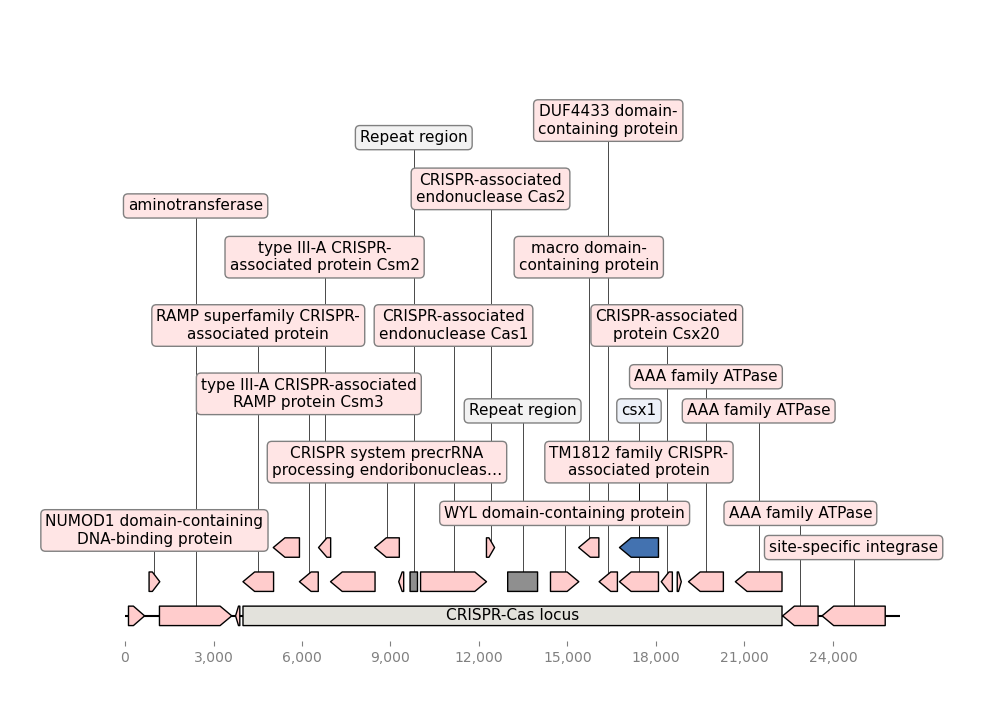 DUF4433 domain-
containing protein
Repeat region
CRISPR-associated
endonuclease Cas2
aminotransferase
type III-A CRISPR-
associated protein Csm2
macro domain-
containing protein
RAMP superfamily CRISPR-
associated protein
CRISPR-associated
endonuclease Cas1
CRISPR-associated
protein Csx20
AAA family ATPase
type III-A CRISPR-associated
RAMP protein Csm3
Repeat region
csx1
AAA family ATPase
CRISPR system precrRNA
processing endoribonucleas...
TM1812 family CRISPR-
associated protein
NUMOD1 domain-containing
DNA-binding protein
WYL domain-containing protein
AAA family ATPase
site-specific integrase
CRISPR-Cas locus
0 3,000 6,000 9,000 12,000 15,000 18,000 21,000 24,000